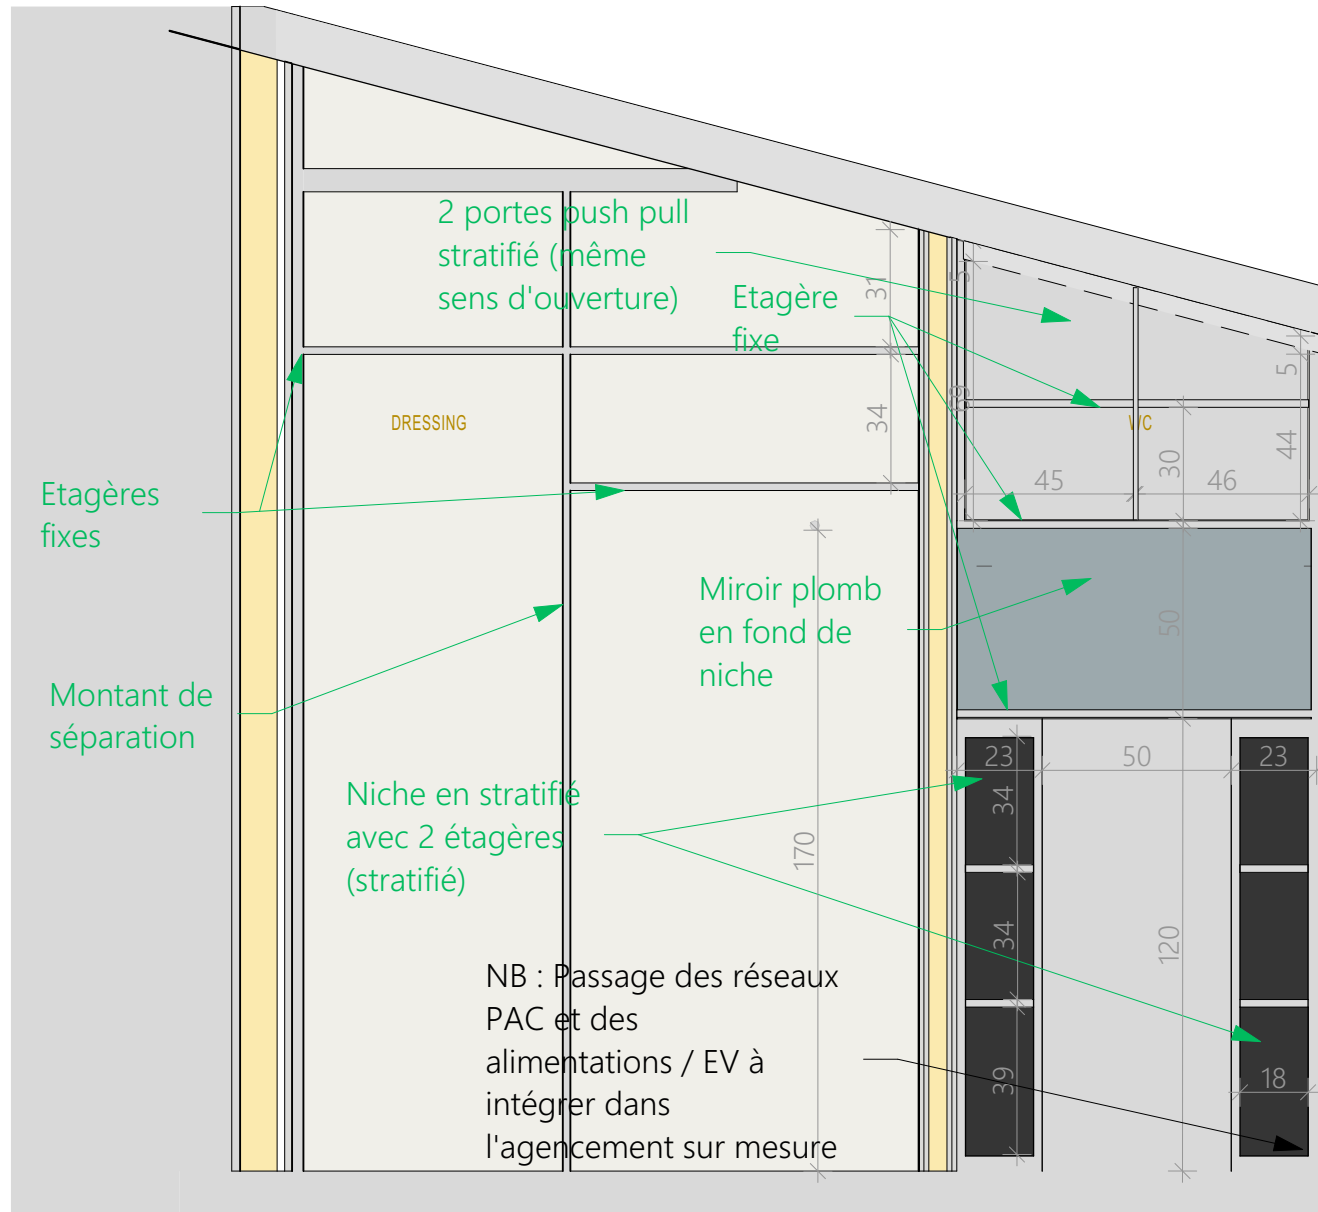 2 portes push pull
stratifié (même
sens d'ouverture)
Etagère
fixe
31
5
5
69
34
DRESSING
WC
44
30
45
46
Etagères
fixes
Miroir plomb
en fond de
niche
50
Montant de
séparation
23
50
23
Niche en stratifié
avec 2 étagères
(stratifié)
34
170
34
120
NB : Passage des réseaux
PAC et des
alimentations / EV à
intégrer dans
l'agencement sur mesure
39
18